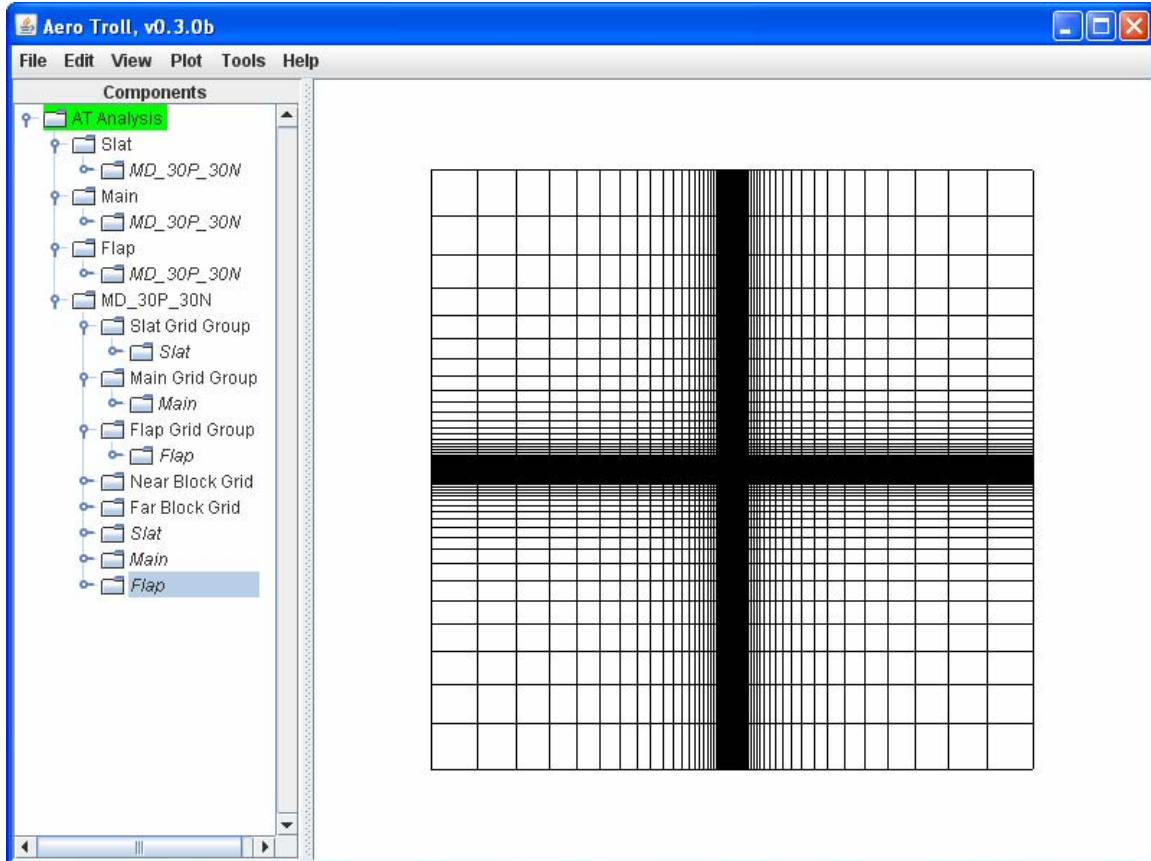 Aero Troll, v0.3.0b
File Edit View Plot Tools Help
Components
AT Analysis
Slat
MD_30P_30N
Main
MD_30P_30N
Flap
MD_30P_30N
MD_30P_30N
Slat Grid Group
Slat
Main Grid Group
Main
Flap Grid Group
Flap
Near Block Grid
Far Block Grid
Slat
Main
Flap